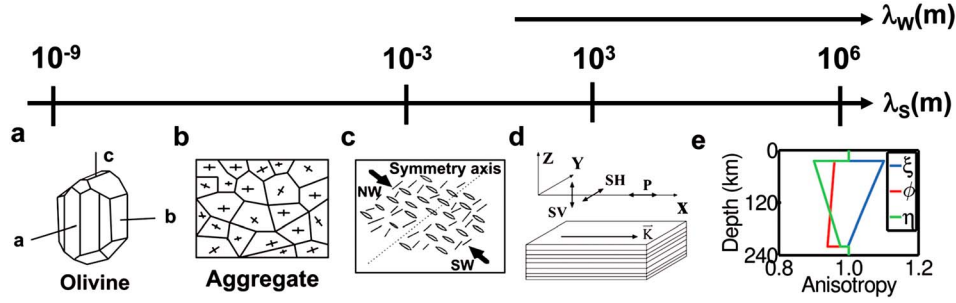 λW(m)
10-9 10-3 103 106
λS(m)
a b c d e
c
a
b
Olivine
Aggregate
Symmetry axis
NW
SW
Z
Y
SH
P
SV
X
K
0
120
240
Depth (km)
ξ
ϕ
η
0.8 1.0 1.2
Anisotropy